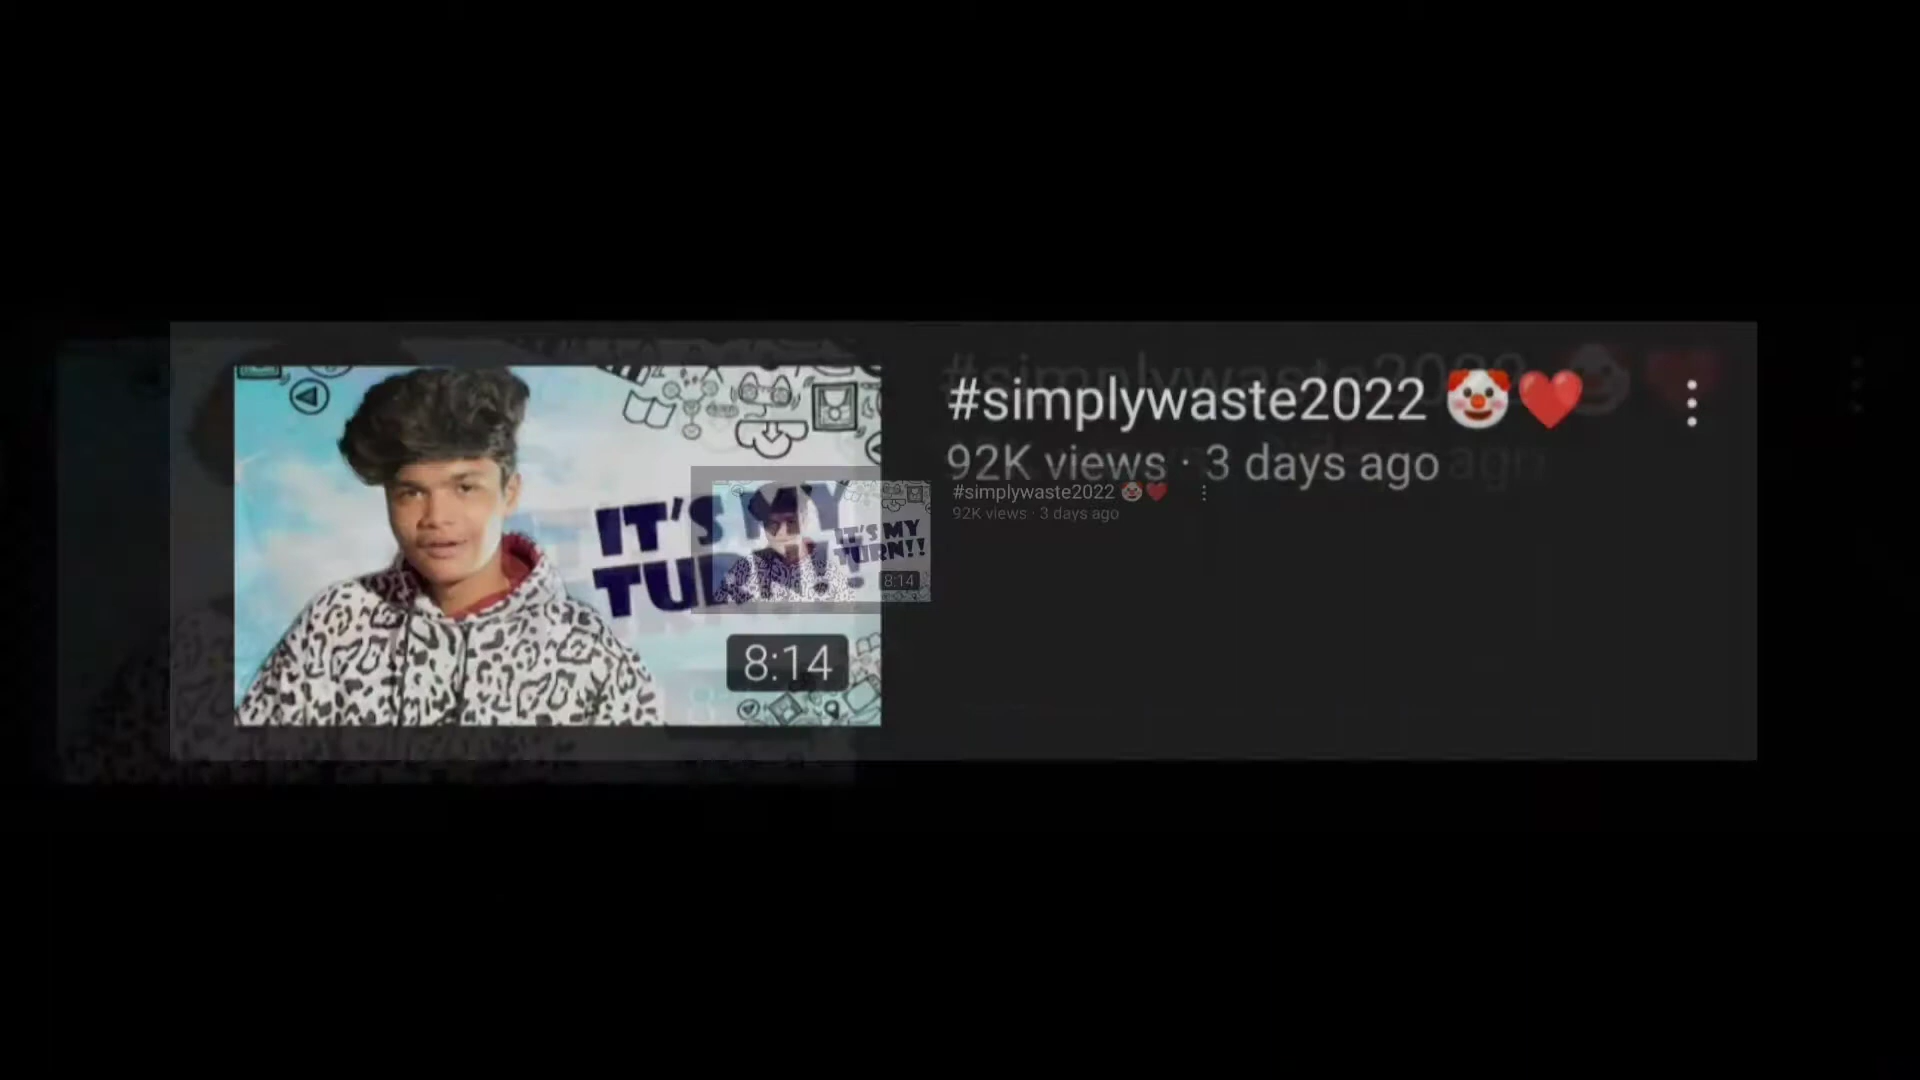 #simplywaste2022 🤡❤️
92K views · 3 days ago
IT'S MY
TURN!!
8:14
#simplywaste2022 🤡❤️
92K views · 3 days ago
IT'S MY
TURN!!
8:14